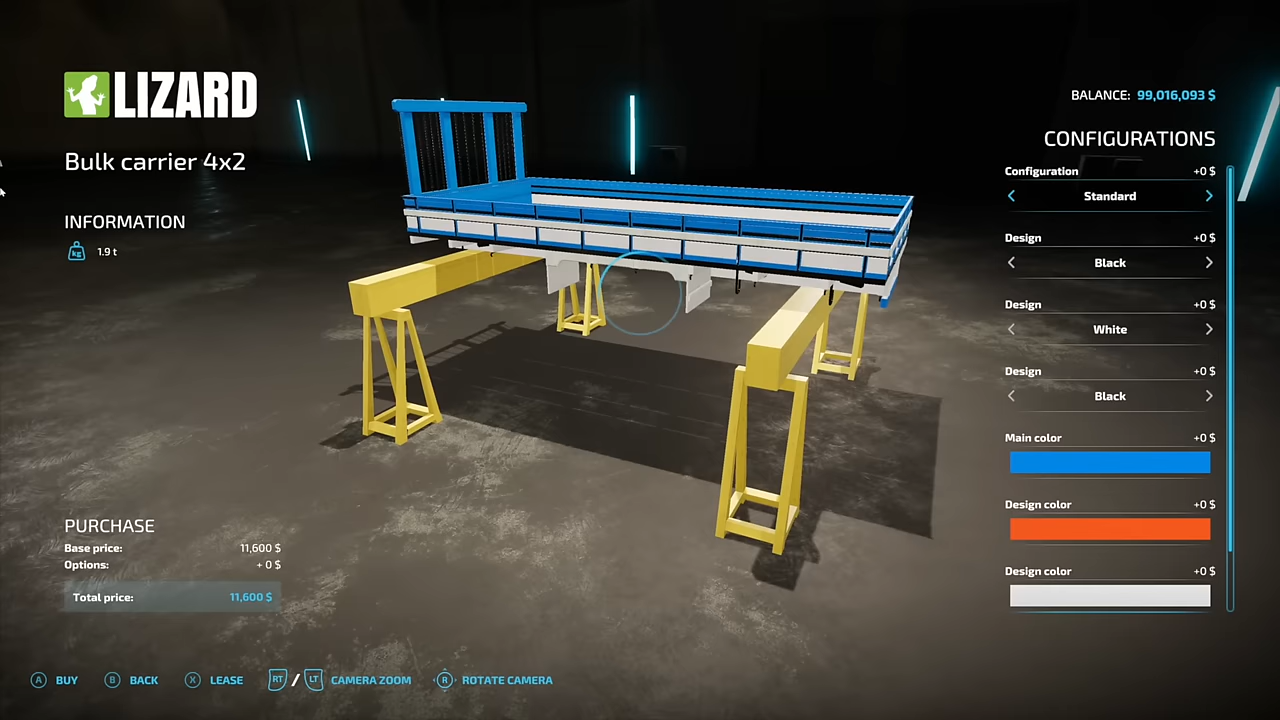 LIZARD
Bulk carrier 4x2
INFORMATION
kg 1.9 t
PURCHASE
Base price: 11,600 $
Options: + 0 $
Total price: 11,600 $
BALANCE: 99,016,093 $
CONFIGURATIONS
Configuration +0 $
Standard
Design +0 $
Black
Design +0 $
White
Design +0 $
Black
Main color +0 $
Design color +0 $
Design color +0 $
A BUY B BACK X LEASE RT / LT CAMERA ZOOM R ROTATE CAMERA